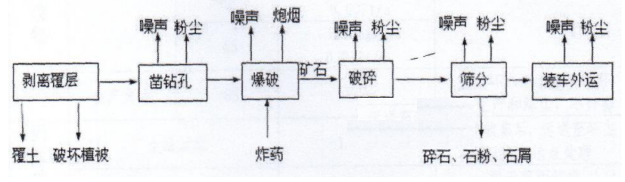 噪声 粉尘 噪声 炮烟 噪声 粉尘 噪声 粉尘 噪声 粉尘
剥离覆层 凿钻孔 爆破 矿石 破碎 筛分 装车外运
覆土 破坏植被 炸药 碎石、石粉、石屑